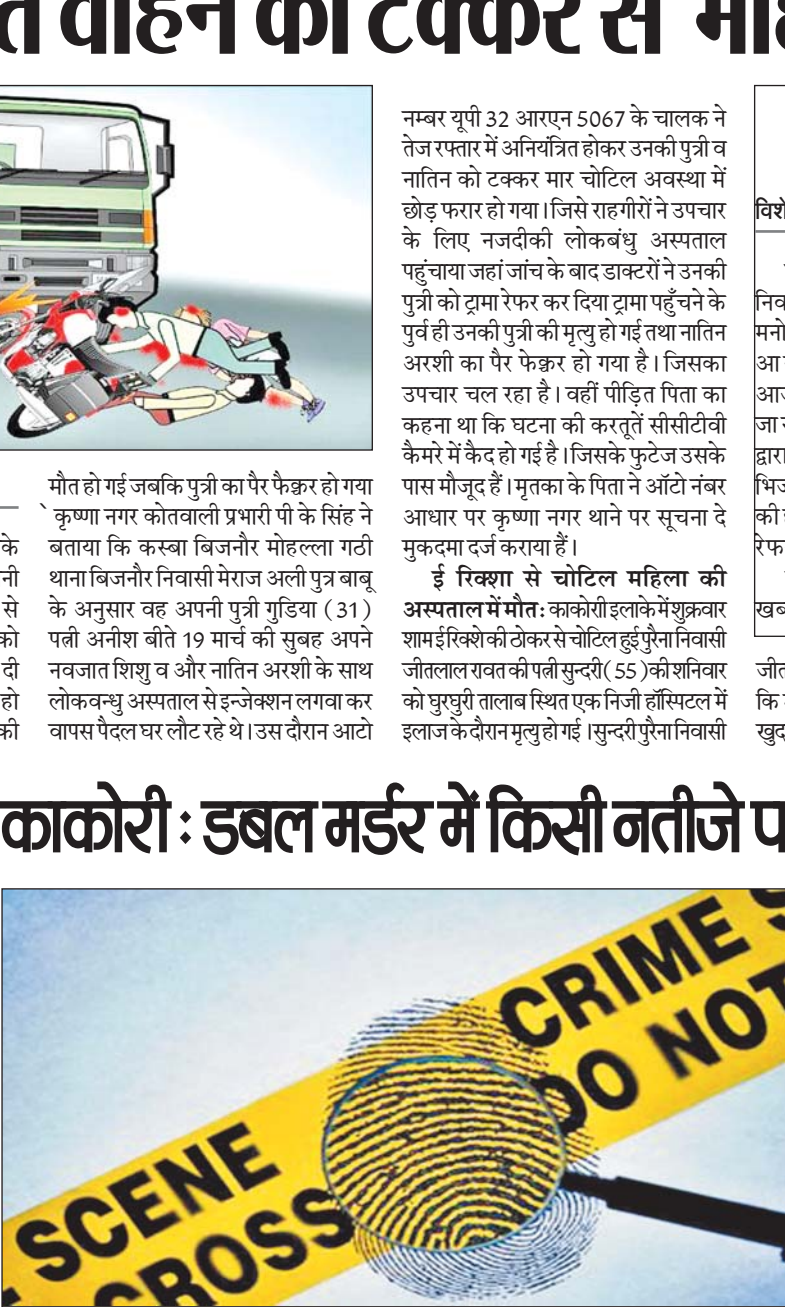 त वाहन की टक्कर से
मौत हो गई जबकि पुत्री का पैर फैक्चर हो गया
` कृष्णा नगर कोतवाली प्रभारी पी के सिंह ने
बताया कि कस्बा बिजनौर मोहल्ला गठी
थाना बिजनौर निवासी मेराज अली पुत्र बाबू
के अनुसार वह अपनी पुत्री गुडिया (31)
पत्नी अनीश बीते 19 मार्च की सुबह अपने
नवजात शिशु व और नातिन अरशी के साथ
लोकवन्धु अस्पताल से इन्जेक्शन लगवा कर
वापस पैदल घर लौट रहे थे। उस दौरान आटो
नम्बर यूपी 32 आरएन 5067 के चालक ने
तेज रफ्तार में अनियंत्रित होकर उनकी पुत्री व
नातिन को टक्कर मार चोटिल अवस्था में
छोड़ फरार हो गया। जिसे राहगीरों ने उपचार
के लिए नजदीकी लोकबंधु अस्पताल
पहुंचाया जहां जांच के बाद डाक्टरों ने उनकी
पुत्री को ट्रामा रेफर कर दिया ट्रामा पहुँचने के
पुर्व ही उनकी पुत्री की मृत्यु हो गई तथा नातिन
अरशी का पैर फेक्चर हो गया है। जिसका
उपचार चल रहा है। वहीं पीड़ित पिता का
कहना था कि घटना की करतूतें सीसीटीवी
कैमरे में कैद हो गई है। जिसके फुटेज उसके
पास मौजूद हैं। मृतका के पिता ने ऑटो नंबर
आधार पर कृष्णा नगर थाने पर सूचना दे
मुकदमा दर्ज कराया हैं।
ई रिक्शा से चोटिल महिला की
अस्पताल में मौत: काकोरी इलाके में शुक्रवार
शाम ई रिक्शे की ठोकर से चोटिल हुई पुरैना निवासी
जीतलाल रावत की पत्नी सुन्दरी( 55 )की शनिवार
को घुरघुरी तालाब स्थित एक निजी हॉस्पिटल में
इलाज के दौरान मृत्यु हो गई। सुन्दरी पुरैना निवासी
काकोरी : डबल मर्डर में किसी नतीजे प
CRIME S
DO NOT
SCENE
CROSS